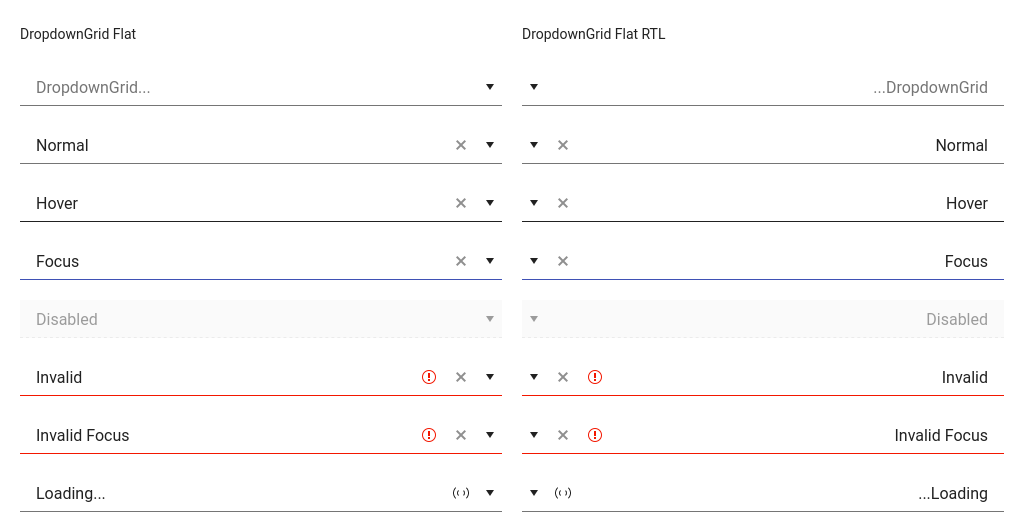 DropdownGrid Flat
DropdownGrid...
Normal
Hover
Focus
Disabled
Invalid
Invalid Focus
Loading...
DropdownGrid Flat RTL
...DropdownGrid
Normal
Hover
Focus
Disabled
Invalid
Invalid Focus
...Loading